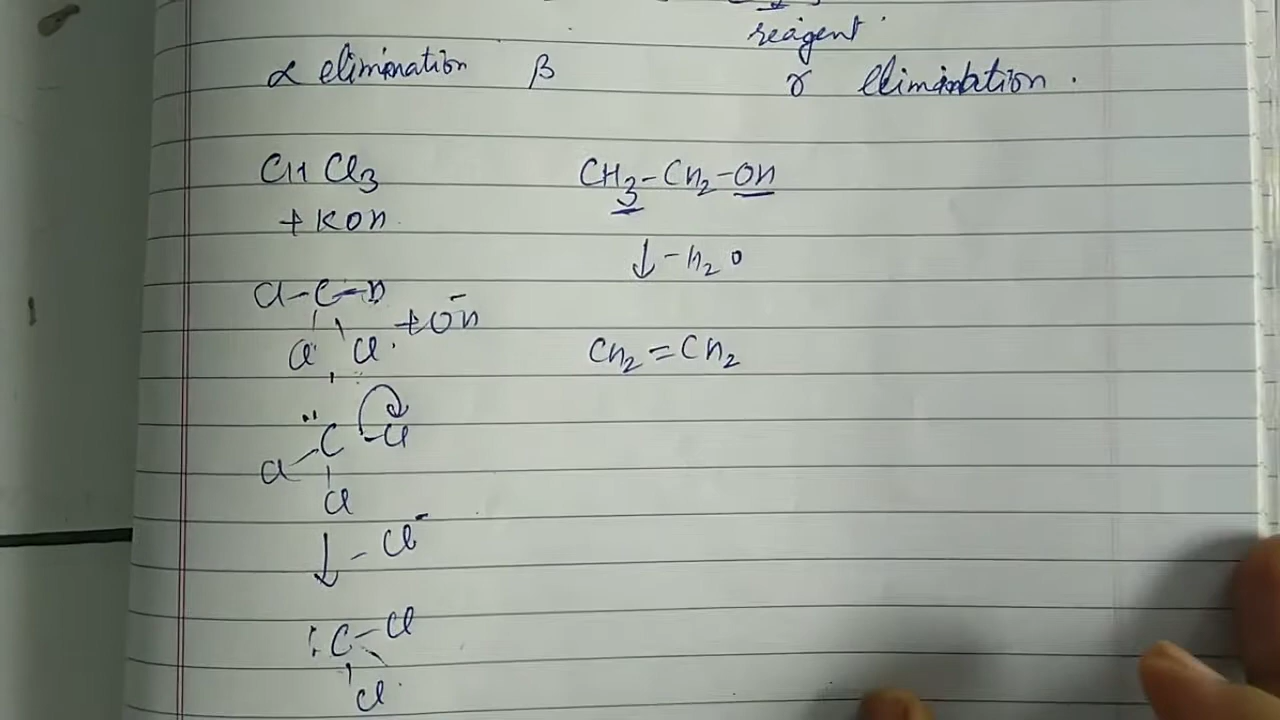 reagent
α elimination β γ Elimination.
CHCl3 CH3-CH2-OH
+ KOH
↓-H2O
Cl-C-H
+OH-
Cl Cl CH2=CH2
..
C -Cl
Cl
Cl
↓ - Cl-
:C-Cl
Cl